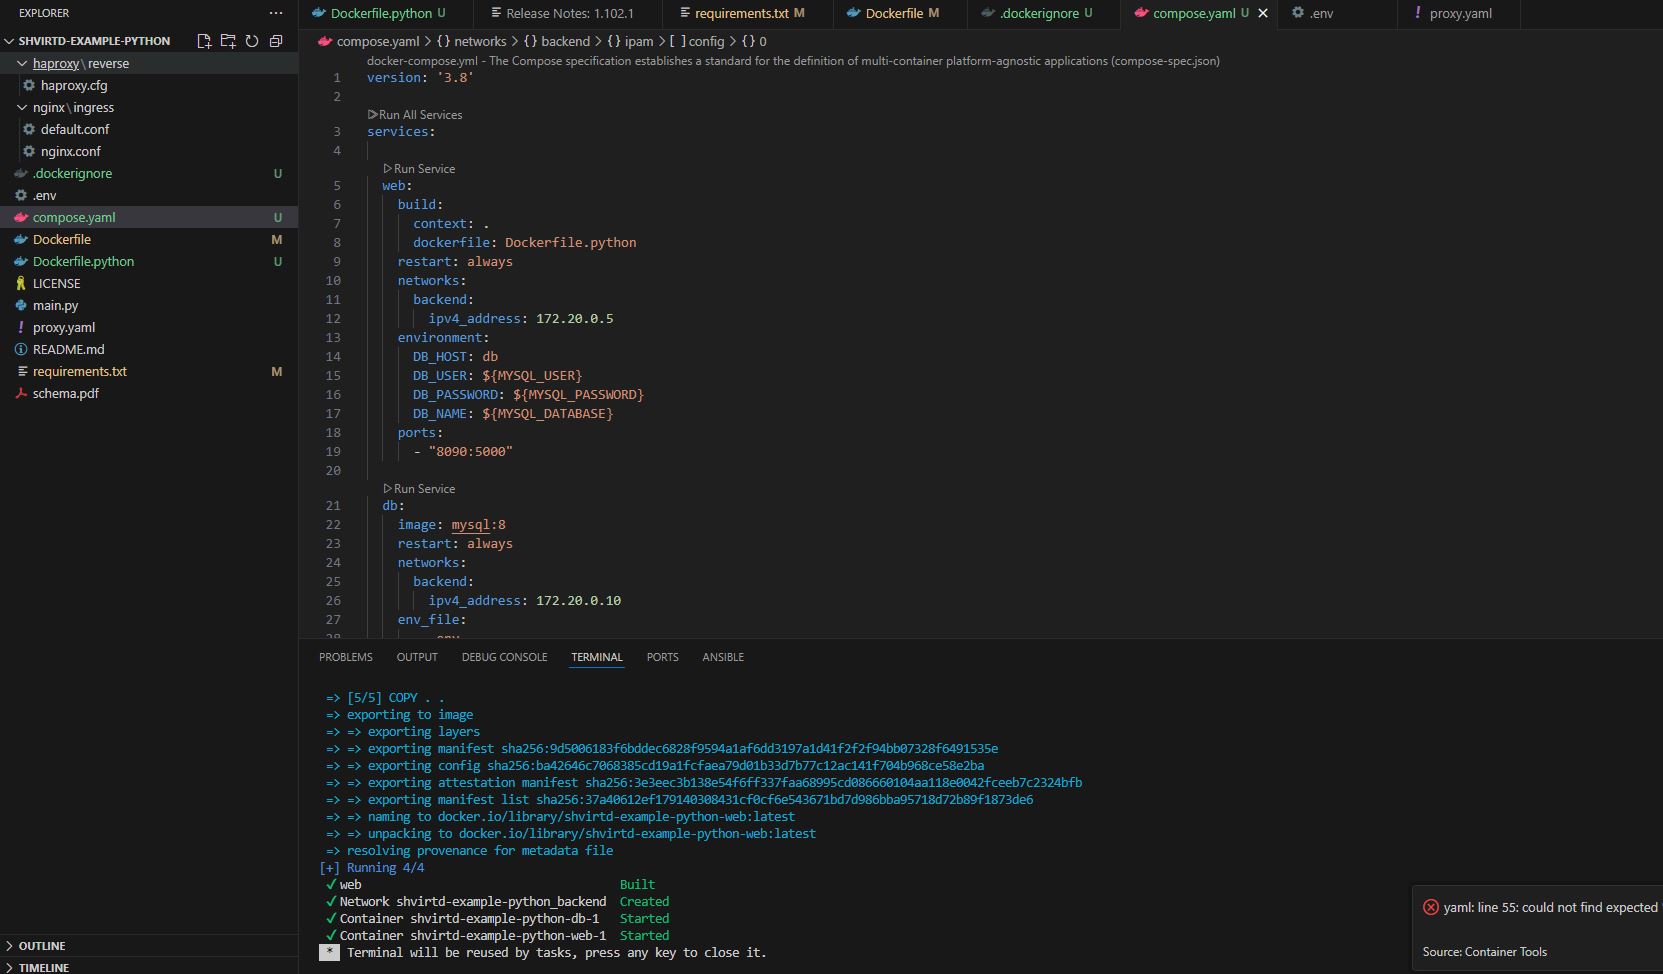 EXPLORER
SHVIRTD-EXAMPLE-PYTHON
haproxy\reverse
haproxy.cfg
nginx\ingress
default.conf
nginx.conf
.dockerignore U
.env
compose.yaml U
Dockerfile M
Dockerfile.python U
LICENSE
main.py
proxy.yaml
README.md
requirements.txt M
schema.pdf
OUTLINE
TIMELINE
Dockerfile.python U Release Notes: 1.102.1 requirements.txt M Dockerfile M .dockerignore U compose.yaml U .env proxy.yaml
compose.yaml > {} networks > {} backend > {} ipam > [ ] config > {} 0
docker-compose.yml - The Compose specification establishes a standard for the definition of multi-container platform-agnostic applications (compose-spec.json)
1 version: '3.8'
2
Run All Services
3 services:
4
Run Service
5 web:
6 build:
7 context: .
8 dockerfile: Dockerfile.python
9 restart: always
10 networks:
11 backend:
12 ipv4_address: 172.20.0.5
13 environment:
14 DB_HOST: db
15 DB_USER: ${MYSQL_USER}
16 DB_PASSWORD: ${MYSQL_PASSWORD}
17 DB_NAME: ${MYSQL_DATABASE}
18 ports:
19 - "8090:5000"
20
Run Service
21 db:
22 image: mysql:8
23 restart: always
24 networks:
25 backend:
26 ipv4_address: 172.20.0.10
27 env_file:
PROBLEMS OUTPUT DEBUG CONSOLE TERMINAL PORTS ANSIBLE
=> [5/5] COPY . .
=> exporting to image
=> => exporting layers
=> => exporting manifest sha256:9d5006183f6bddec6828f9594a1af6dd3197a1d41f2f2f94bb07328f6491535e
=> => exporting config sha256:ba42646c7068385cd19a1fcfaea79d01b33d7b77c12ac141f704b968ce58e2ba
=> => exporting attestation manifest sha256:3e3eec3b138e54f6ff337faa68995cd086660104aa118e0042fceeb7c2324bfb
=> => exporting manifest list sha256:37a40612ef179140308431cf0cf6e543671bd7d986bba95718d72b89f1873de6
=> => naming to docker.io/library/shvirtd-example-python-web:latest
=> => unpacking to docker.io/library/shvirtd-example-python-web:latest
=> resolving provenance for metadata file
[+] Running 4/4
✓ web Built
✓ Network shvirtd-example-python_backend Created
✓ Container shvirtd-example-python-db-1 Started
✓ Container shvirtd-example-python-web-1 Started
* Terminal will be reused by tasks, press any key to close it.
yaml: line 55: could not find expected
Source: Container Tools